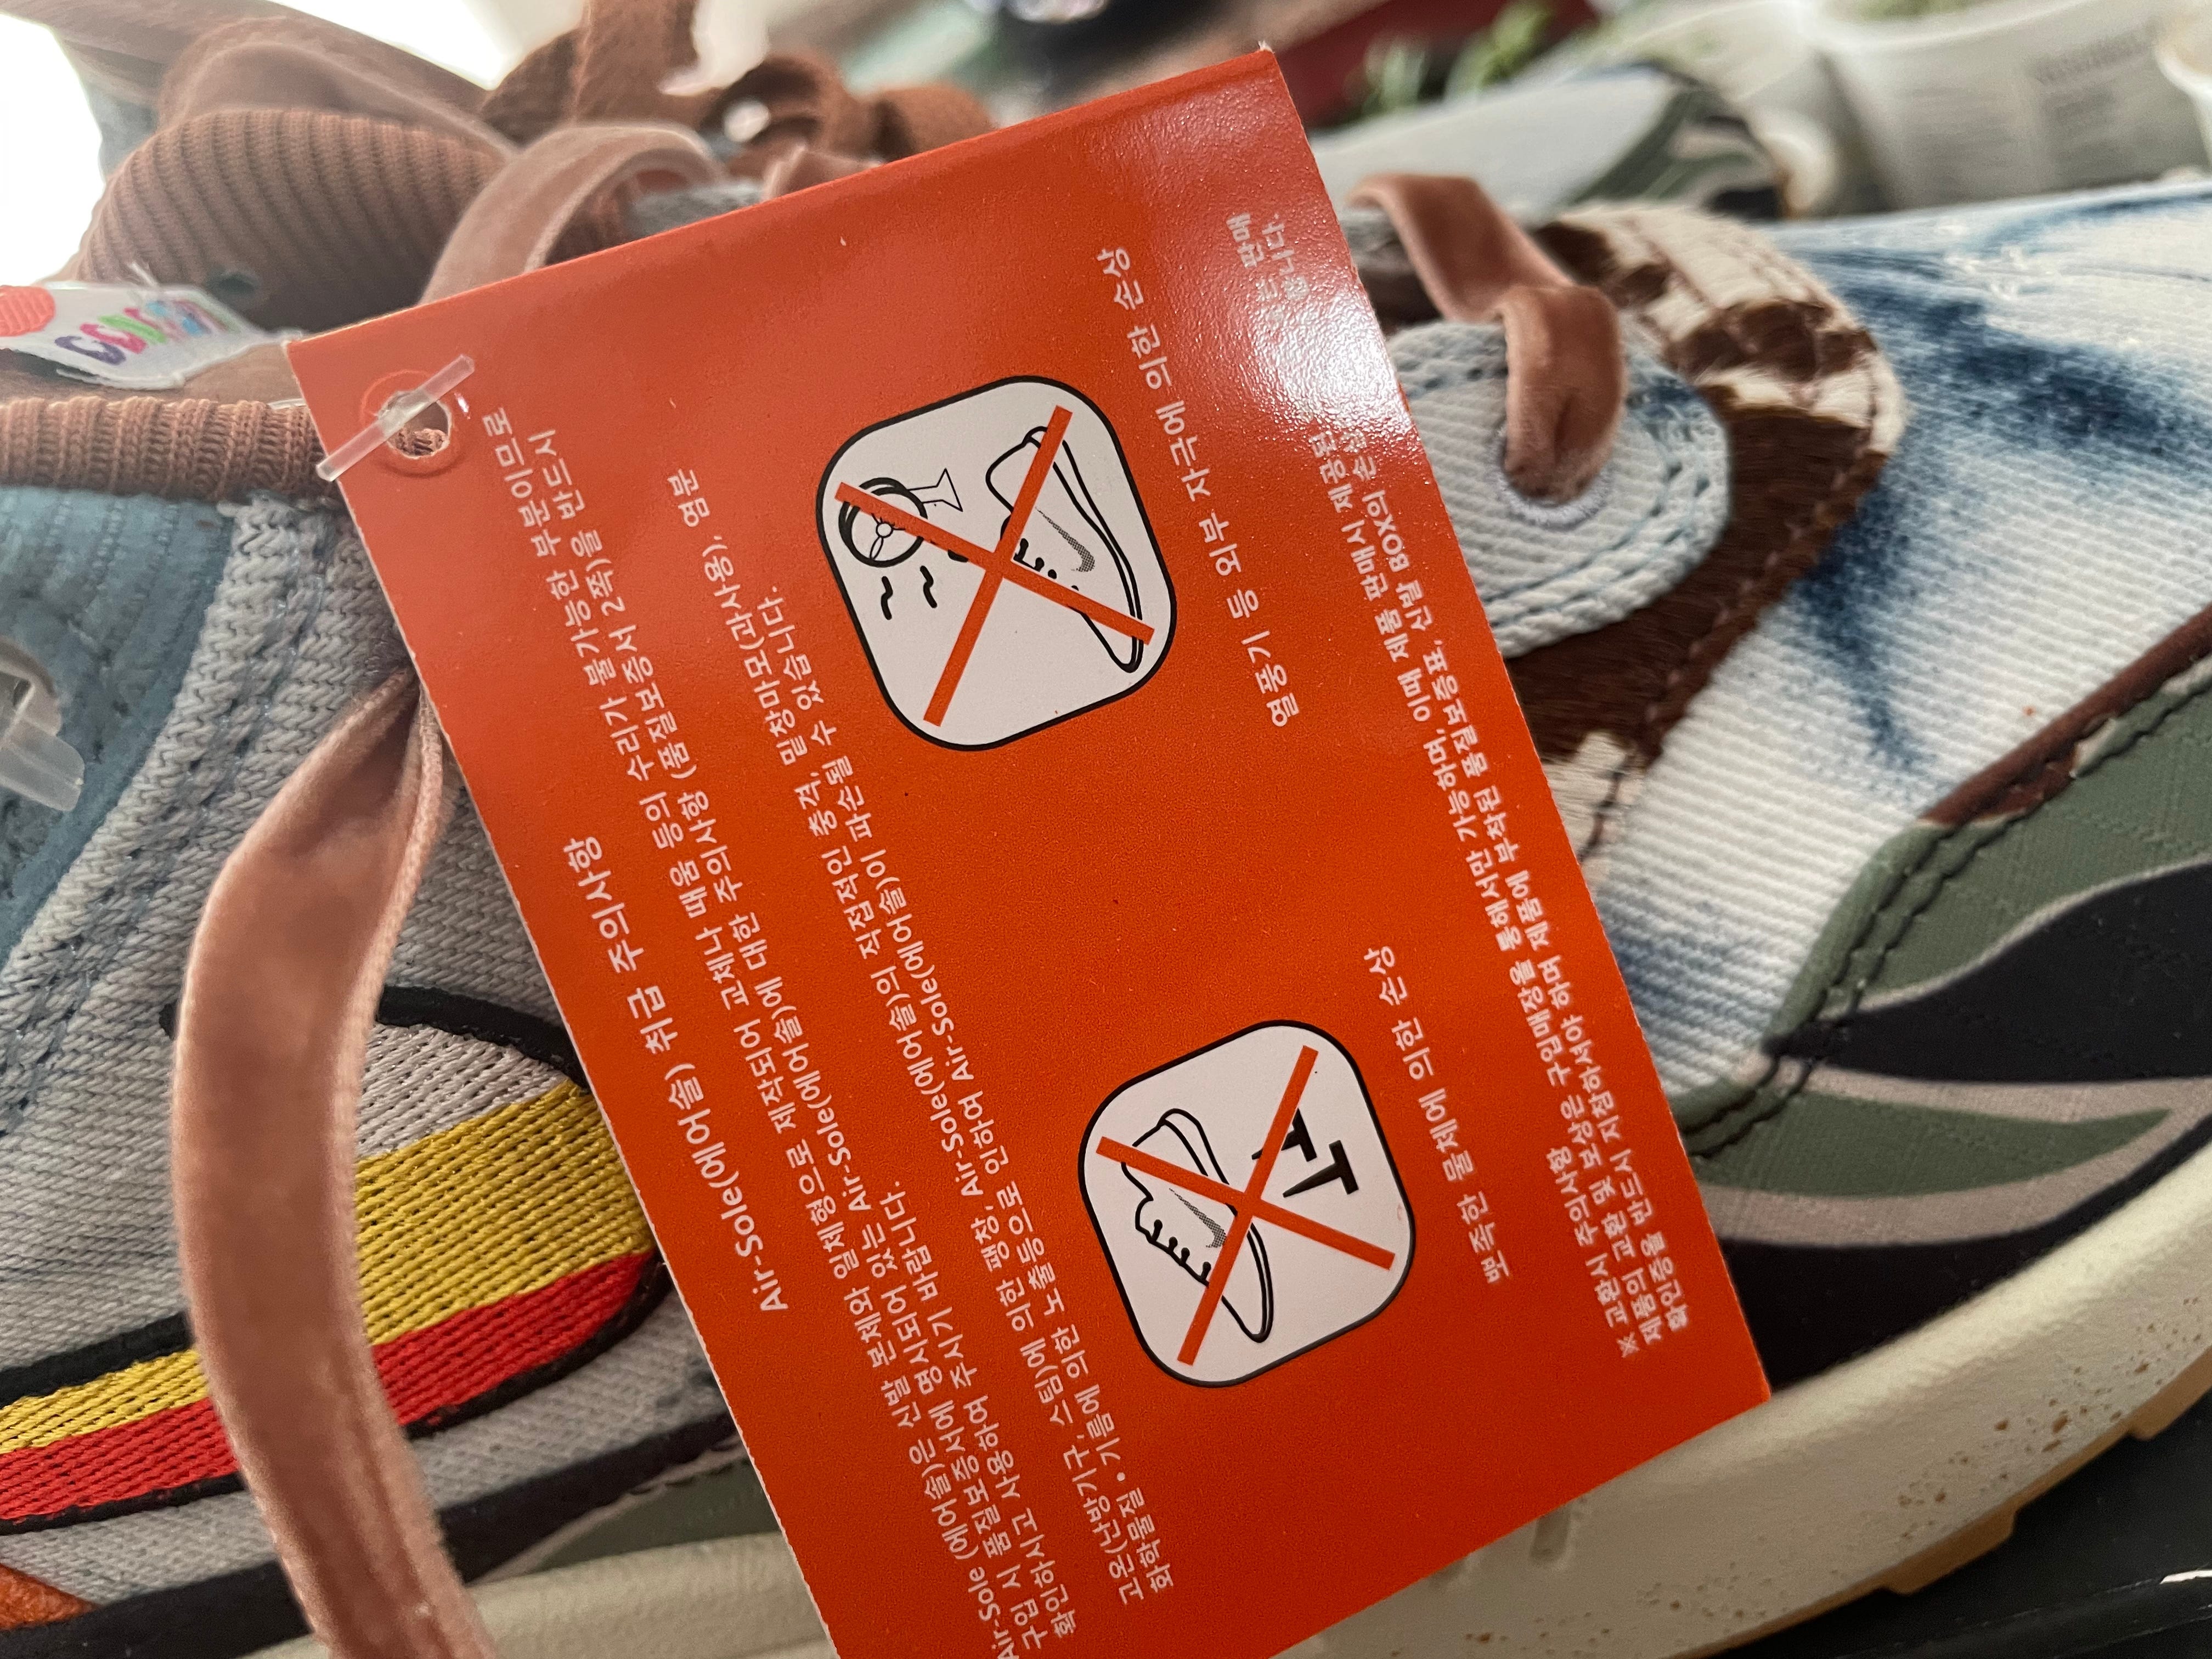 Air-Sole(에어솔) 취급 주의사항
Air-Sole (에어솔)은 신발 본체와 일체형으로 제작되어 교체나 때움 등의 수리가 불가능한 부분이므로
구입 시 품질보증서에 명시되어 있는 Air-Sole(에어솔)에 대한 주의사항 (품질보증서 2쪽)을 반드시
확인하시고 사용하여 주시기 바랍니다.
고온(난방기구, 스팀)에 의한 팽창, Air-Sole(에어솔)의 직접적인 충격, 밑창마모(과사용), 염분
화학물질•기름에 의한 노출등으로 인하여 Air-Sole(에어솔)이 파손될 수 있습니다.
뾰족한 물체에 의한 손상
열풍기 등 외부 자극에 의한 손상
※ 교환시 주의사항
제품의 교환 및 보상은 구입매장을 통해서만 가능하며, 이때 제품 판매시 제공된 판매
확인증을 반드시 지참하셔야 하며 제품에 부착된 품질보증표, 신발 BOX의 손상